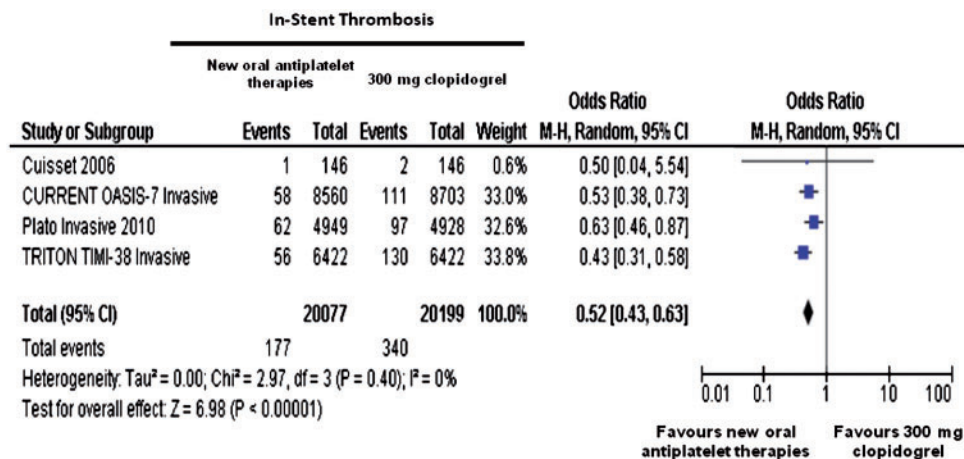 In-Stent Thrombosis
New oral antiplatelet therapies 300 mg clopidogrel Odds Ratio Odds Ratio
Study or Subgroup Events Total Events Total Weight M-H, Random, 95% CI M-H, Random, 95% CI
Cuisset 2006 1 146 2 146 0.6% 0.50 [0.04, 5.54]
CURRENT OASIS-7 Invasive 58 8560 111 8703 33.0% 0.53 [0.38, 0.73]
Plato Invasive 2010 62 4949 97 4928 32.6% 0.63 [0.46, 0.87]
TRITON TIMI-38 Invasive 56 6422 130 6422 33.8% 0.43 [0.31, 0.58]
Total (95% CI) 20077 20199 100.0% 0.52 [0.43, 0.63]
Total events 177 340
Heterogeneity: Tau² = 0.00; Chi² = 2.97, df = 3 (P = 0.40); I² = 0%
Test for overall effect: Z = 6.98 (P < 0.00001)
0.01 0.1 1 10 100
Favours new oral antiplatelet therapies Favours 300 mg clopidogrel